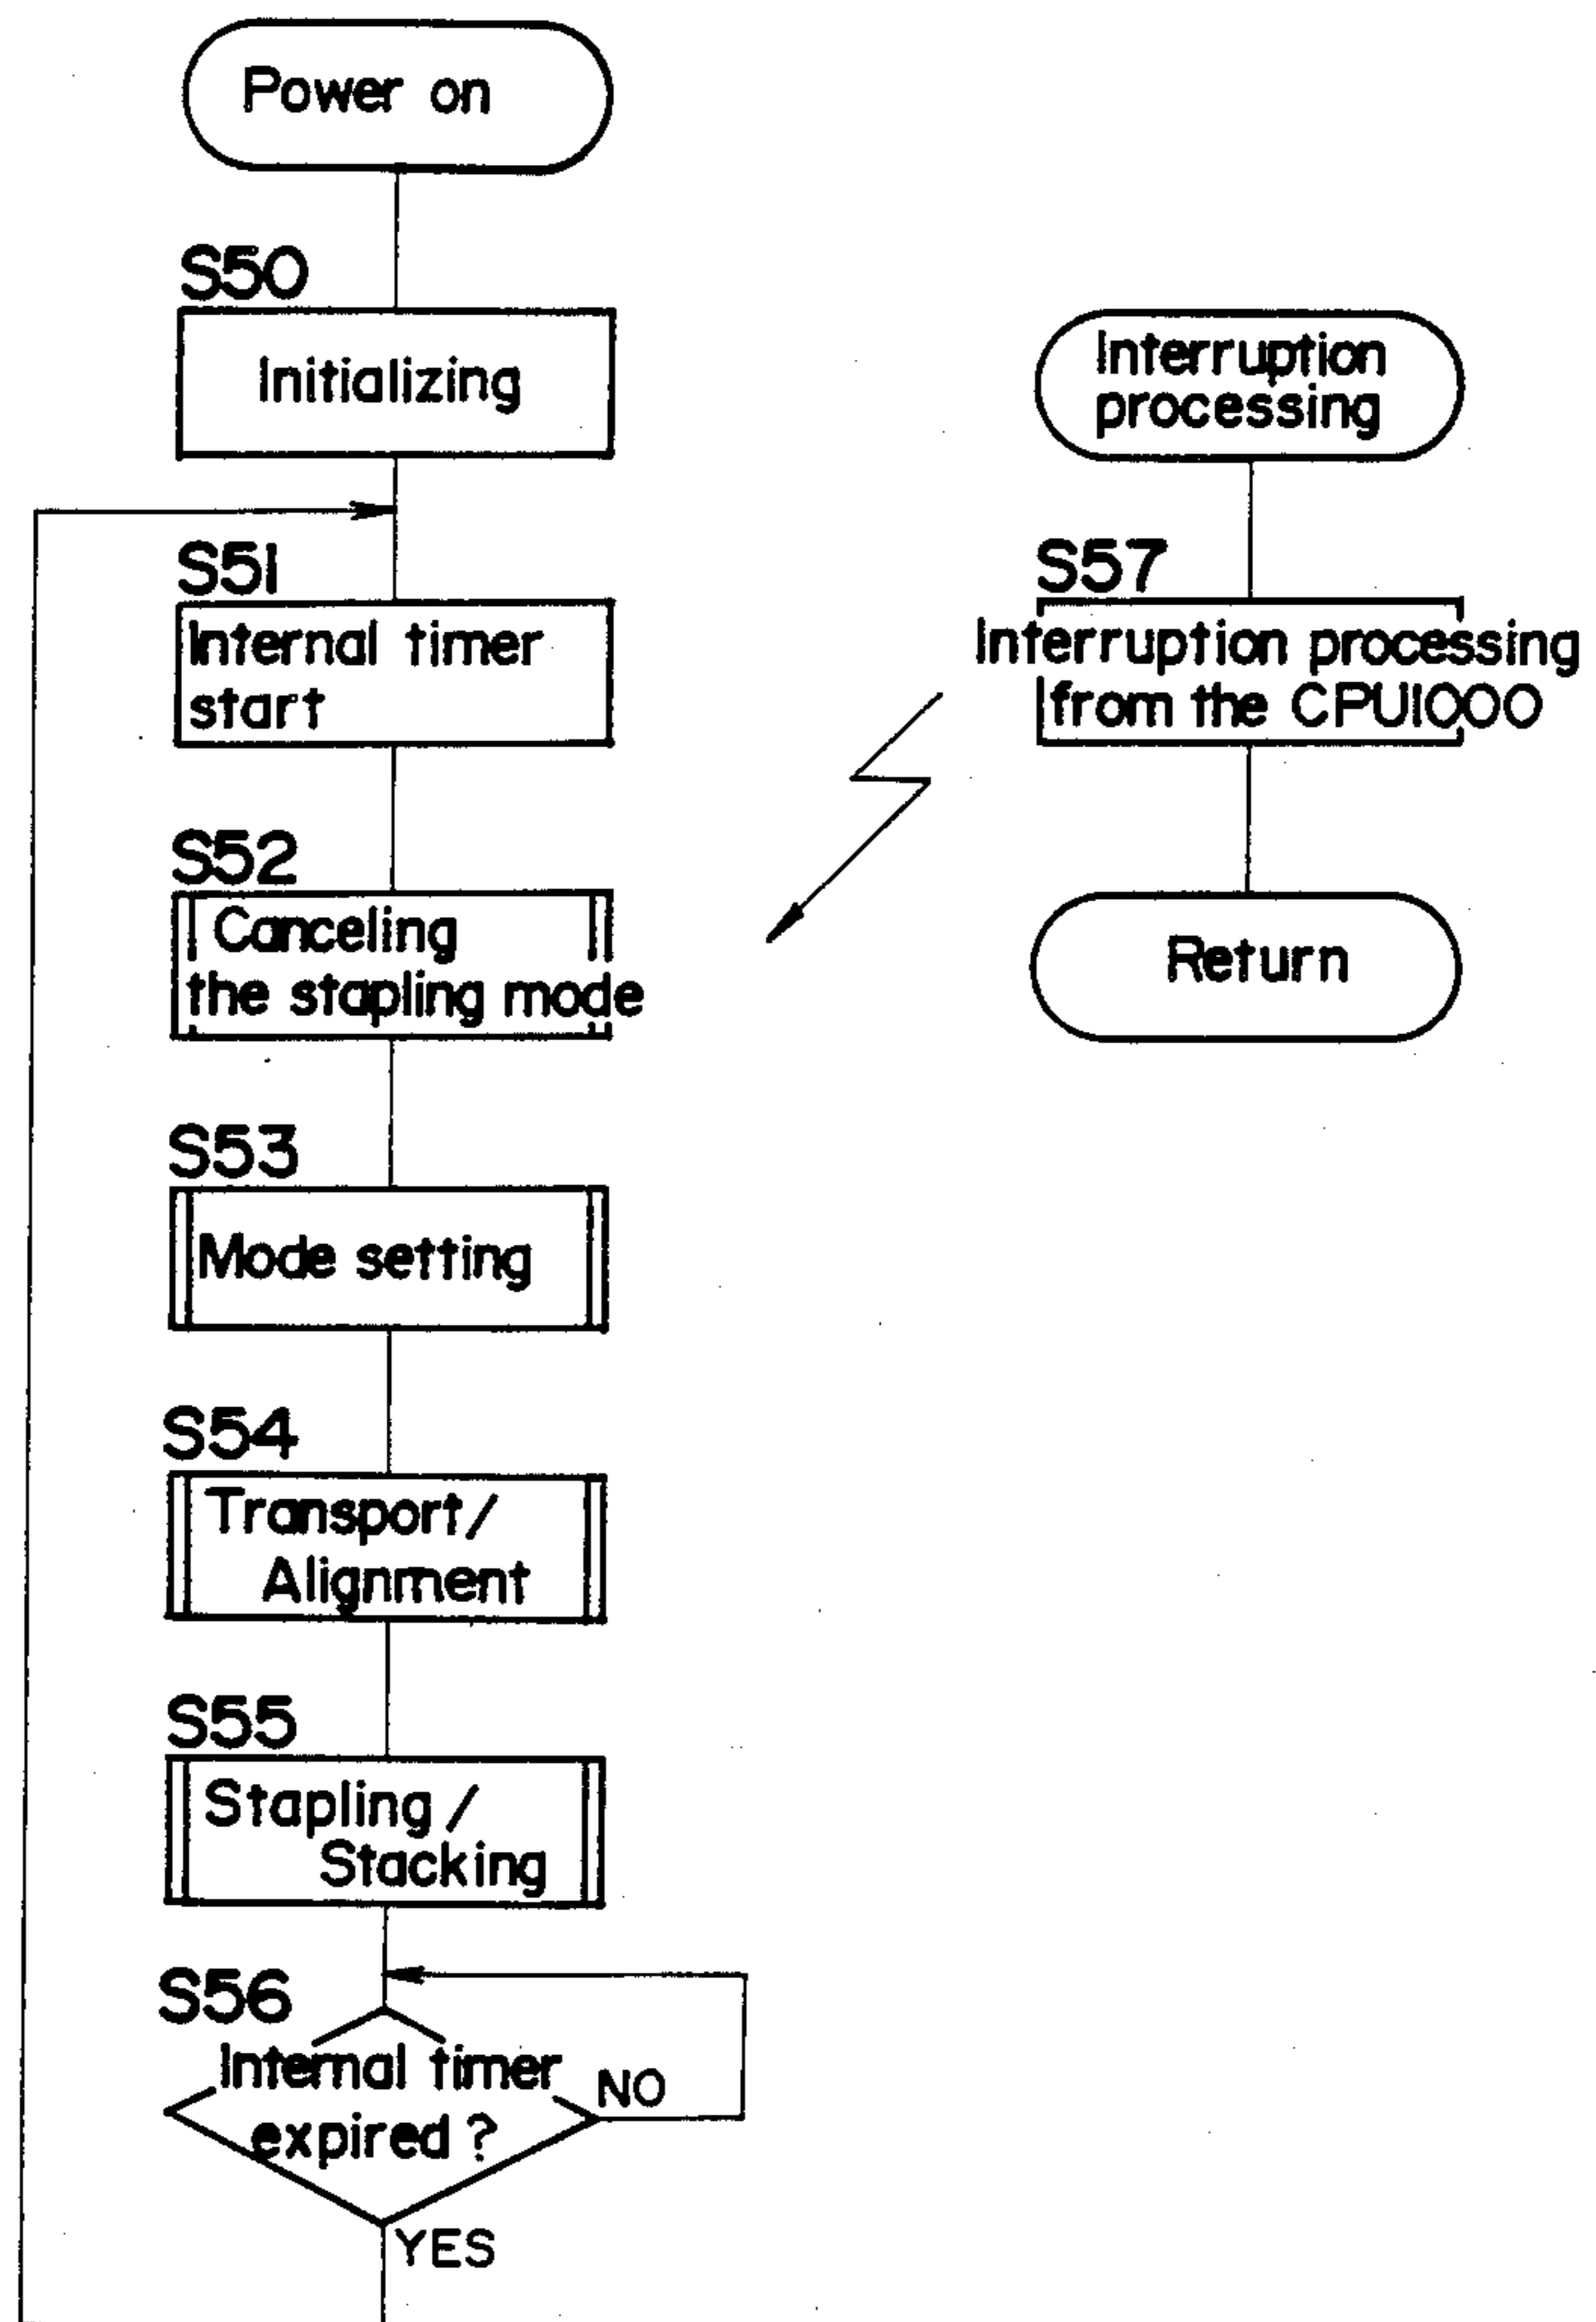 Power on
S50
Initializing
S51
Internal timer
start
S52
Canceling
the stapling mode
S53
Mode setting
S54
Transport/
Alignment
S55
Stapling/
Stacking
S56
Internal timer
expired?
NO
YES
Interruption
processing
S57
Interruption processing
from the CPU1000
Return